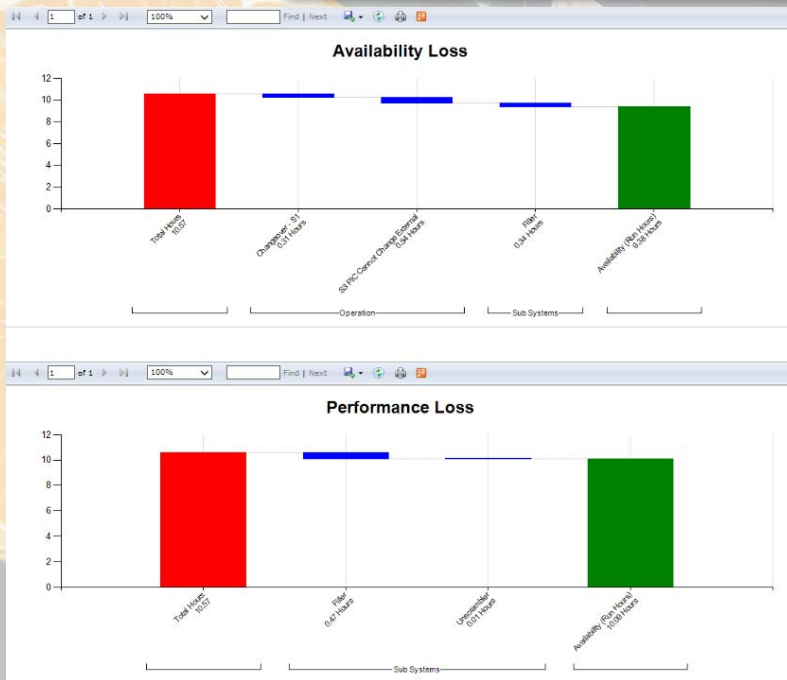 1 of 1 100% Find | Next
Availability Loss
12
10
8
6
4
2
0
Total Hours
10.57
Changeover - S1
0.31 Hours
S3 PIC Cannot Change External
0.54 Hours
Filler
0.34 Hours
Availability (Run Hours)
9.38 Hours
Operation
Sub Systems
1 of 1 100% Find | Next
Performance Loss
12
10
8
6
4
2
0
Total Hours
10.57
Filler
0.47 Hours
Unscrambler
0.01 Hours
Availability (Run Hours)
10.09 Hours
Sub Systems